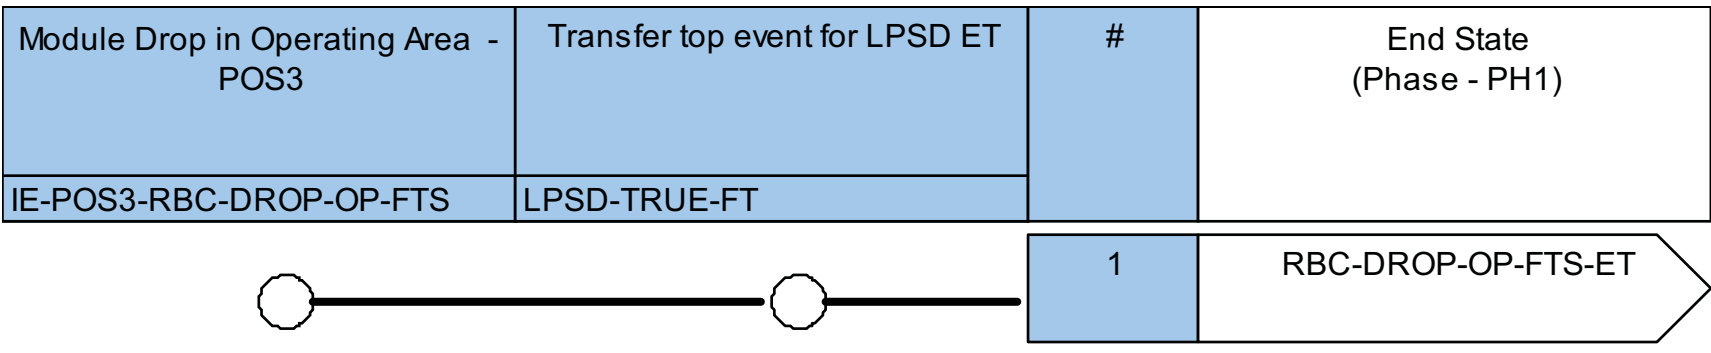 Module Drop in Operating Area -
POS3
Transfer top event for LPSD ET
#
End State
(Phase - PH1)
IE-POS3-RBC-DROP-OP-FTS
LPSD-TRUE-FT
1
RBC-DROP-OP-FTS-ET